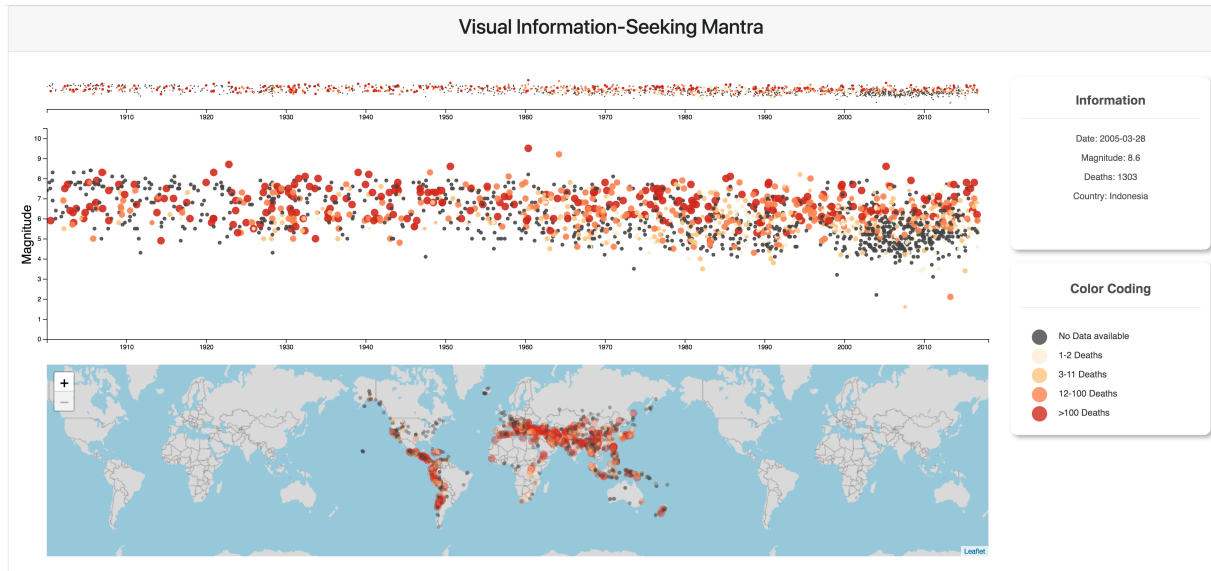 Visual Information-Seeking Mantra
1910 1920 1930 1940 1950 1960 1970 1980 1990 2000 2010
Magnitude
10
9
8
7
6
5
4
3
2
1
0
1910 1920 1930 1940 1950 1960 1970 1980 1990 2000 2010
+
−
Leaflet
Information
Date: 2005-03-28
Magnitude: 8.6
Deaths: 1303
Country: Indonesia
Color Coding
No Data available
1-2 Deaths
3-11 Deaths
12-100 Deaths
>100 Deaths